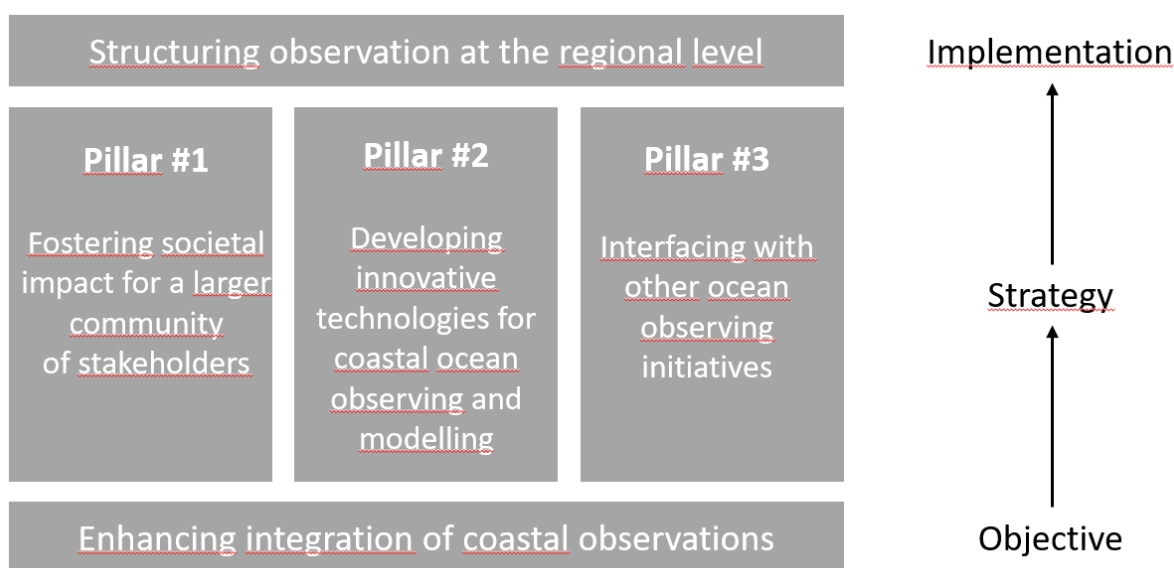 Structuring observation at the regional level
Implementation
Pillar #1
Fostering societal
impact for a larger
community
of stakeholders
Pillar #2
Developing
innovative
technologies for
coastal ocean
observing and
modelling
Pillar #3
Interfacing with
other ocean
observing
initiatives
Strategy
Enhancing integration of coastal observations
Objective